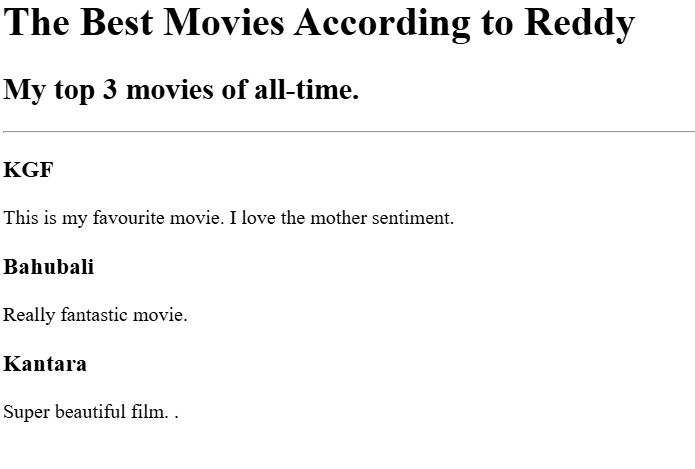 The Best Movies According to Reddy
My top 3 movies of all-time.
KGF
This is my favourite movie. I love the mother sentiment.
Bahubali
Really fantastic movie.
Kantara
Super beautiful film. .